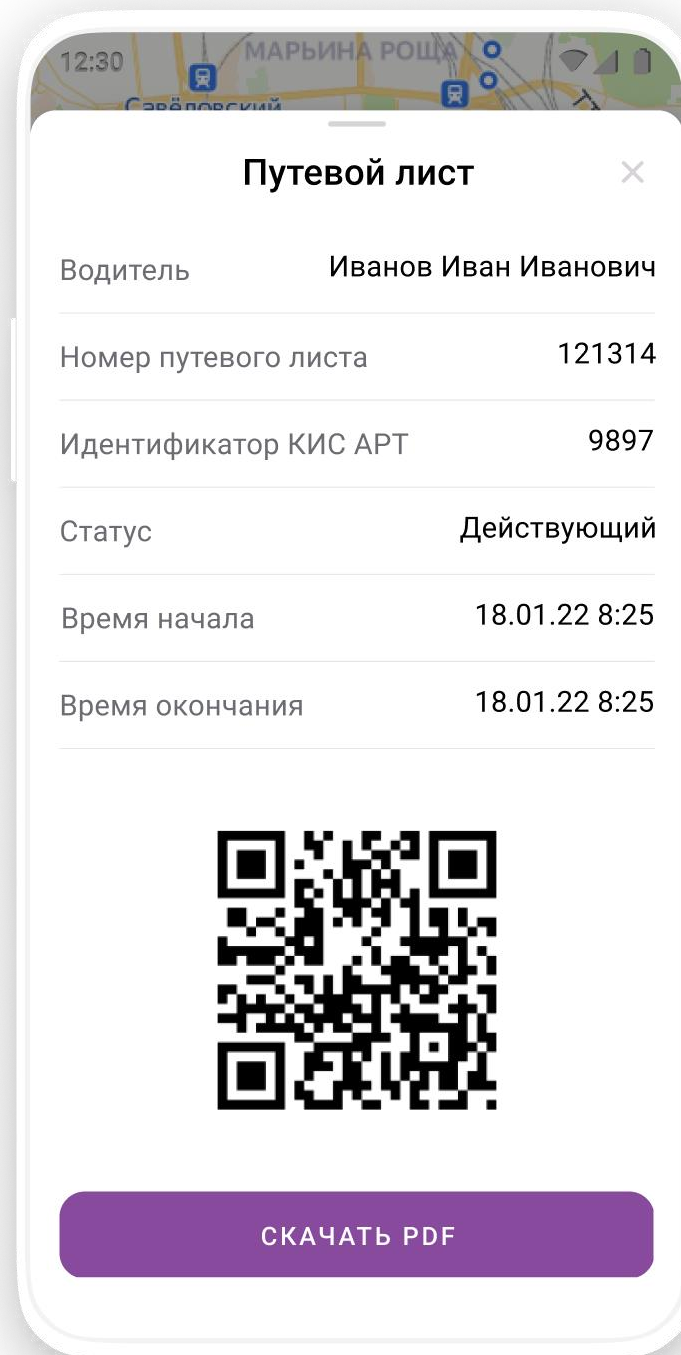 12:30
МАРЬИНА РОЩА
Савёловский
Путевой лист
Водитель Иванов Иван Иванович
Номер путевого листа 121314
Идентификатор КИС АРТ 9897
Статус Действующий
Время начала 18.01.22 8:25
Время окончания 18.01.22 8:25
СКАЧАТЬ PDF